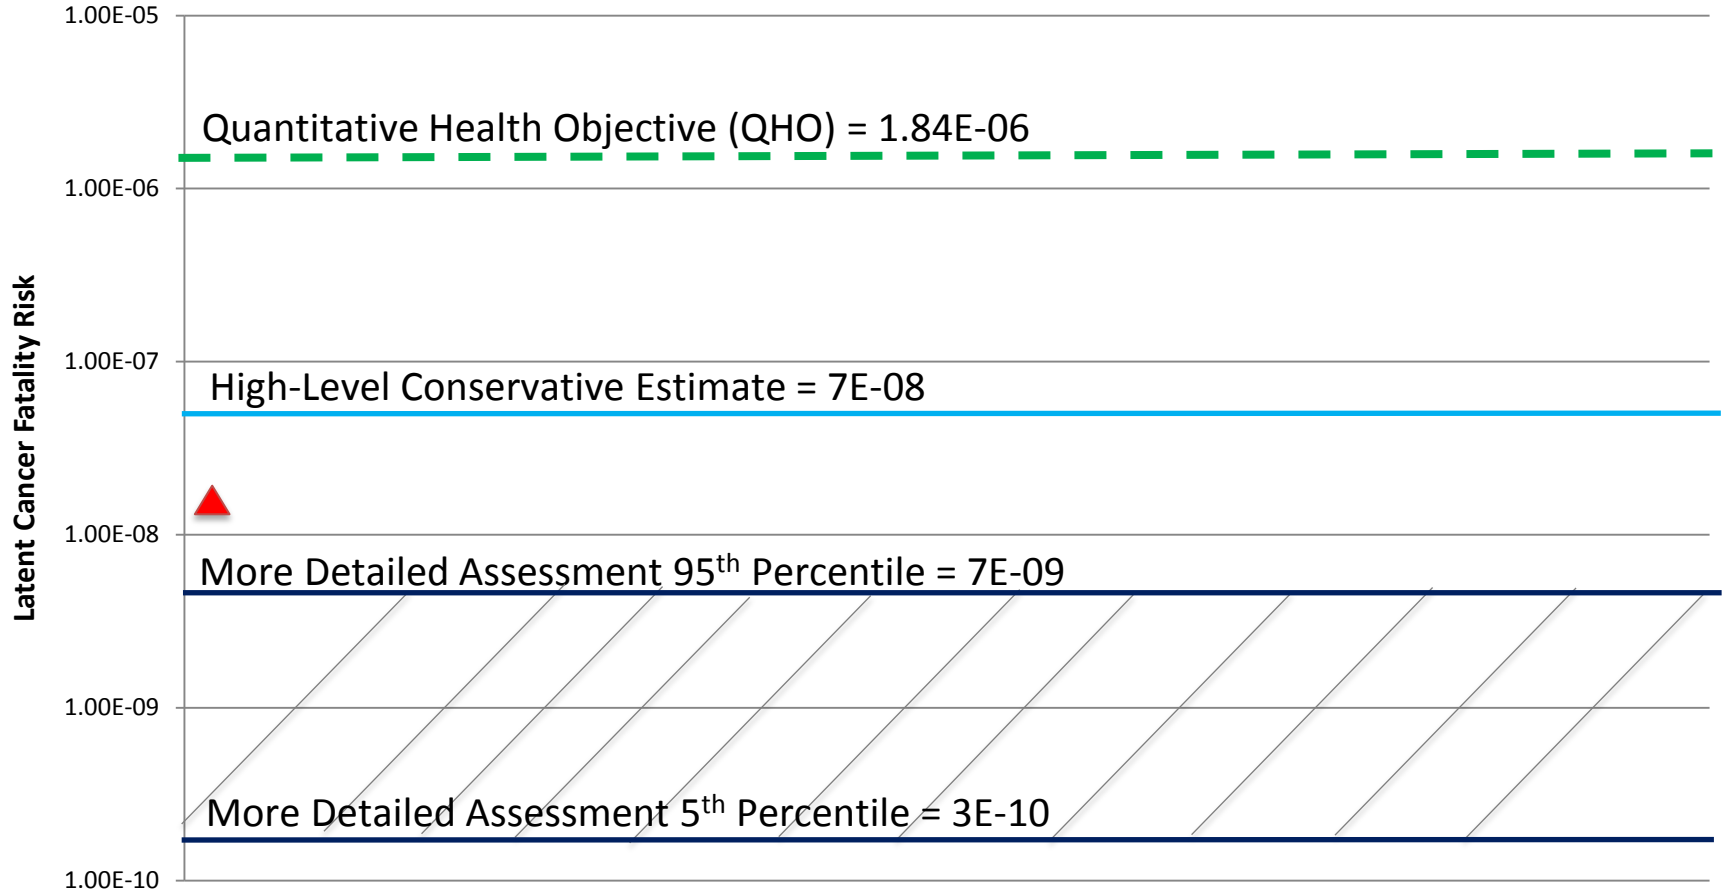 1.00E-05
Quantitative Health Objective (QHO) = 1.84E-06
1.00E-06
Latent Cancer Fatality Risk
1.00E-07
High-Level Conservative Estimate = 7E-08
1.00E-08
More Detailed Assessment 95th Percentile = 7E-09
1.00E-09
More Detailed Assessment 5th Percentile = 3E-10
1.00E-10